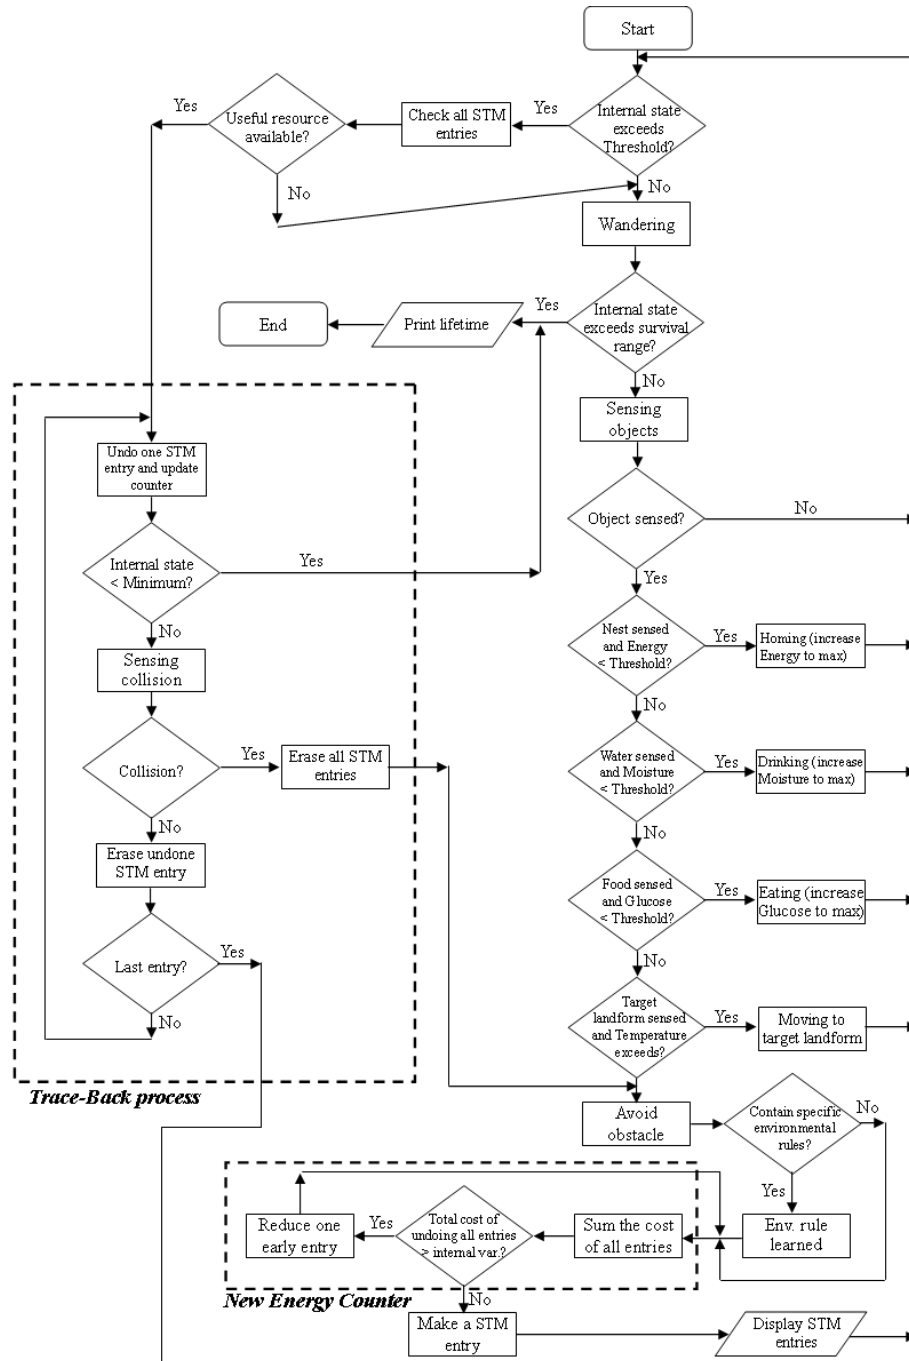 Start
Yes
Useful resource
available?
Check all STM
entries
Yes
Internal state
exceeds
Threshold?
No
No
Wandering
End
Print lifetime
Yes
Internal state
exceeds survival
range?
No
Sensing
objects
Undo one STM
entry and update
counter
Object sensed?
No
Internal state
< Minimum?
Yes
Yes
No
Nest sensed
and Energy
< Threshold?
Yes
Homing (increase
Energy to max)
Sensing
collision
No
Collision?
Yes
Erase all STM
entries
Water sensed
and Moisture
< Threshold?
Yes
Drinking (increase
Moisture to max)
No
No
Erase undone
STM entry
Food sensed
and Glucose
< Threshold?
Yes
Eating (increase
Glucose to max)
Last entry?
Yes
No
No
Target
landform sensed
and Temperature
exceeds?
Yes
Moving to
target landform
Trace-Back process
Avoid
obstacle
Contain specific
environmental
rules?
No
Yes
Reduce one
early entry
Yes
Total cost of
undoing all entries
≥ internal var.?
Sum the cost
of all entries
Env. rule
learned
New Energy Counter
No
Make a STM
entry
Display STM
entries